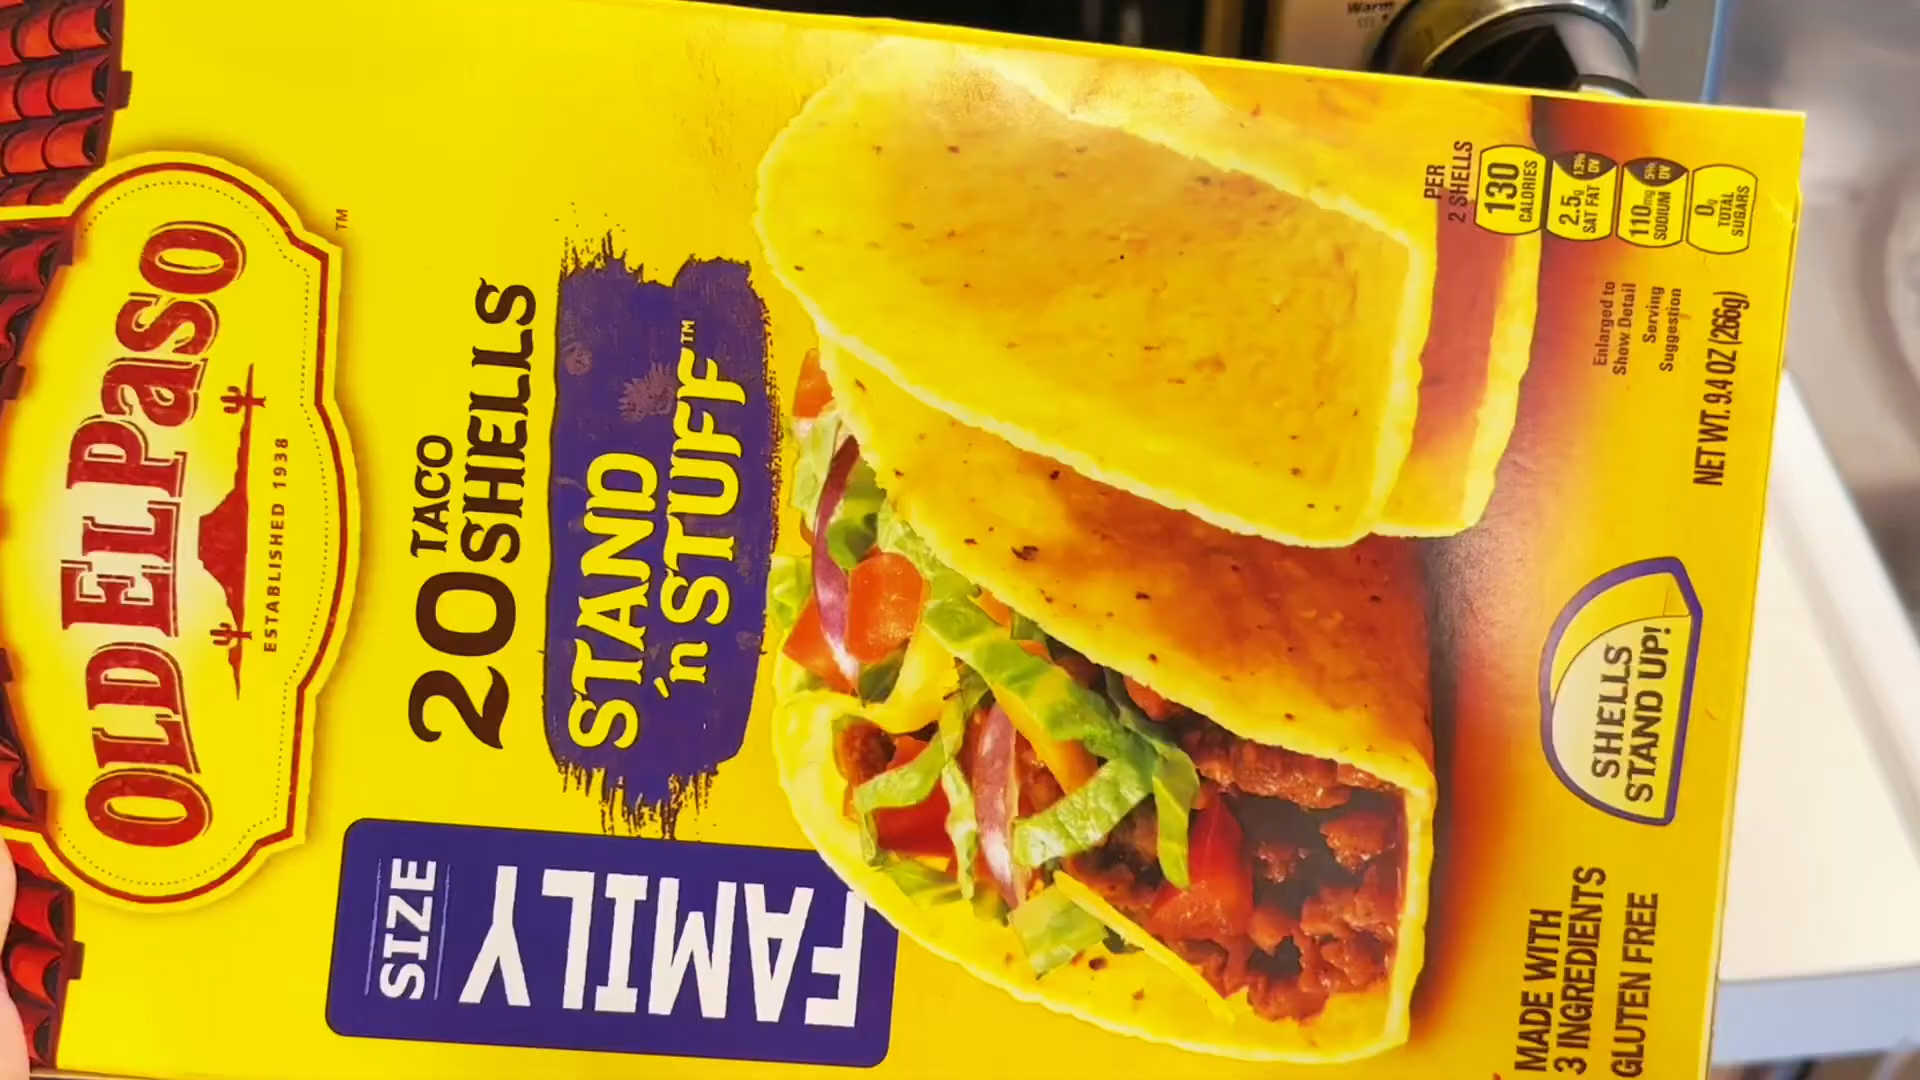 OLD EL PASO
TM
ESTABLISHED 1938
20 TACO
SHELLS
STAND
'n STUFF™
FAMILY
SIZE
PER
2 SHELLS
130
CALORIES
2.5g
SAT FAT
13%
DV
110mg
SODIUM
5%
DV
0g
TOTAL
SUGARS
Enlarged to
Show Detail
Serving
Suggestion
NET WT. 9.4 OZ (266g)
SHELLS
STAND UP!
MADE WITH
3 INGREDIENTS
GLUTEN FREE
Warm